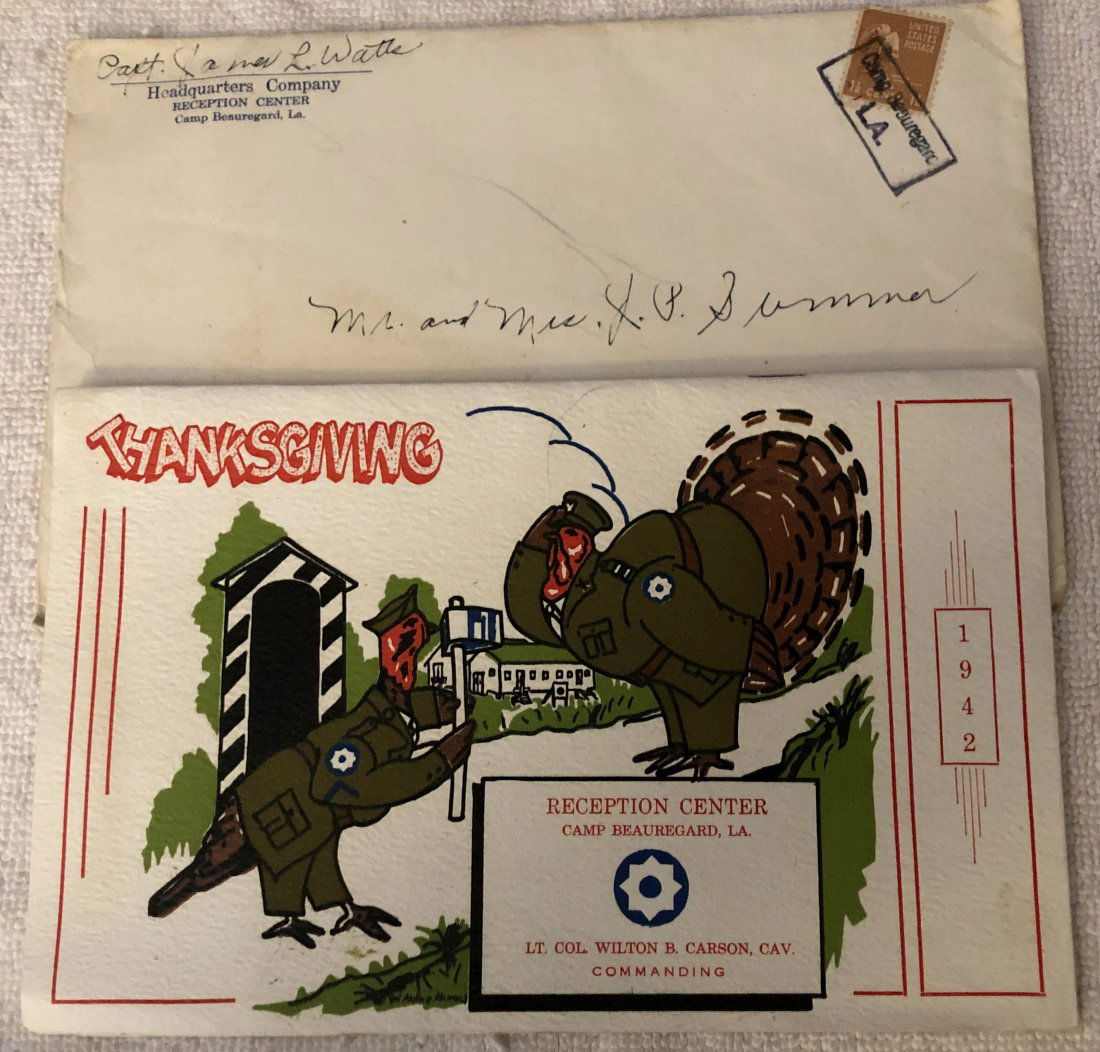 Capt. James L. Watts
Headquarters Company
RECEPTION CENTER
Camp Beauregard, La.
UNITED
STATES
POSTAGE
Camp Beauregard
LA.
Mr. and Mrs. J. P. Summer
THANKSGIVING
1
9
4
2
RECEPTION CENTER
CAMP BEAUREGARD, LA.
LT. COL. WILTON B. CARSON, CAV.
COMMANDING